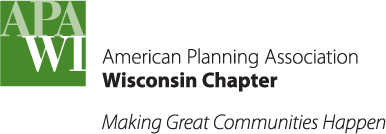 APA
WI
American Planning Association
Wisconsin Chapter
Making Great Communities Happen